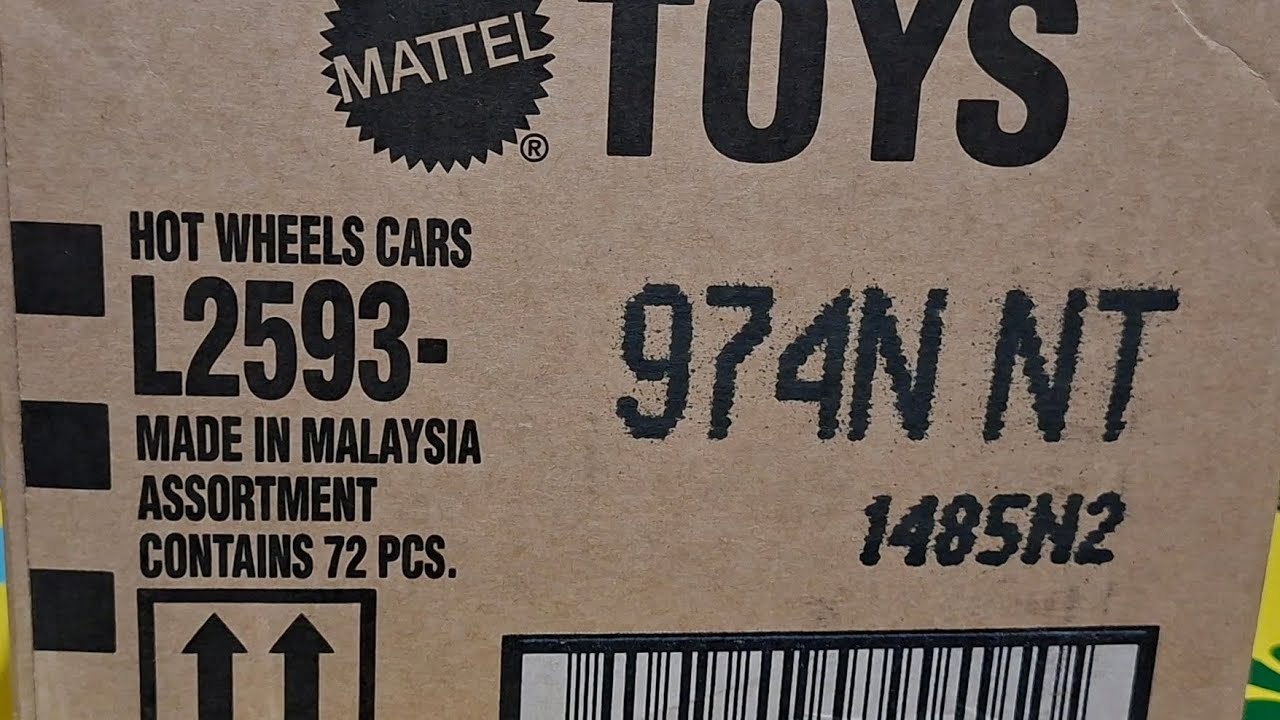 MATTEL ®
TOYS
HOT WHEELS CARS
L2593-
974N NT
MADE IN MALAYSIA
ASSORTMENT
1485N2
CONTAINS 72 PCS.